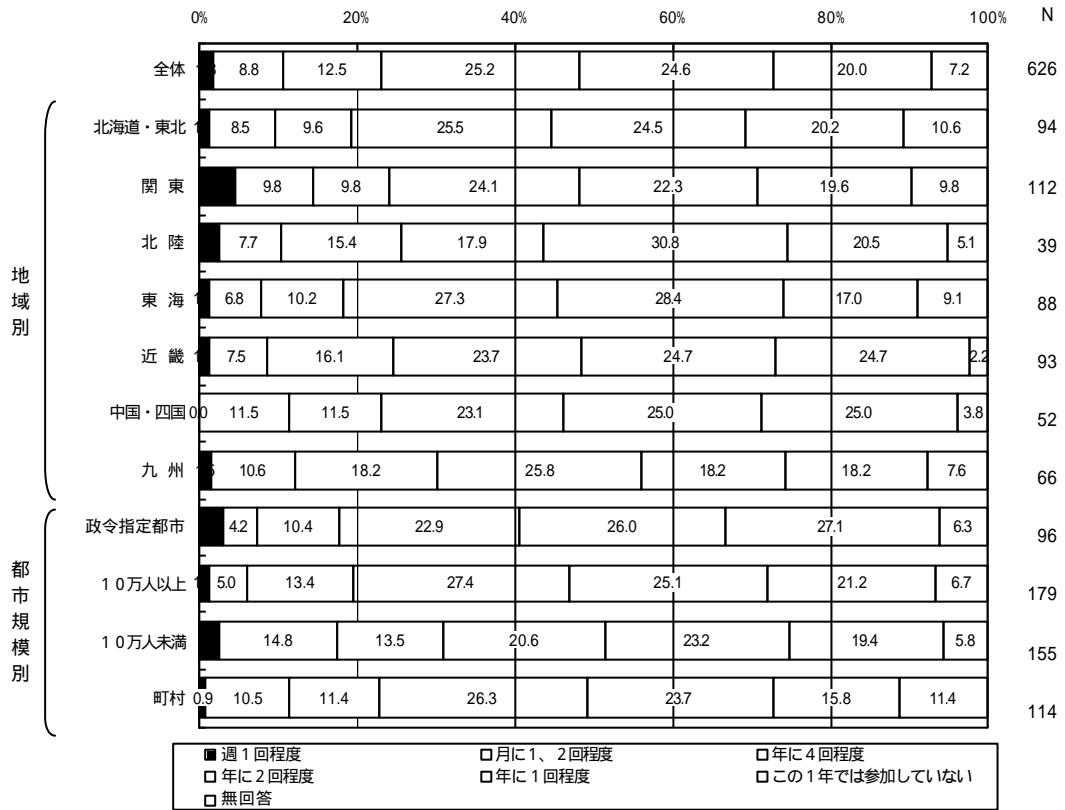 0% 20% 40% 60% 80% 100% N
全体 8.8 12.5 25.2 24.6 20.0 7.2 626
北海道・東北 8.5 9.6 25.5 24.5 20.2 10.6 94
関東 9.8 9.8 24.1 22.3 19.6 9.8 112
北陸 7.7 15.4 17.9 30.8 20.5 5.1 39
東海 6.8 10.2 27.3 28.4 17.0 9.1 88
近畿 7.5 16.1 23.7 24.7 24.7 2.2 93
中国・四国 0.0 11.5 11.5 23.1 25.0 25.0 3.8 52
九州 10.6 18.2 25.8 18.2 18.2 7.6 66
地域別
政令指定都市 4.2 10.4 22.9 26.0 27.1 6.3 96
10万人以上 5.0 13.4 27.4 25.1 21.2 6.7 179
10万人未満 14.8 13.5 20.6 23.2 19.4 5.8 155
町村 0.9 10.5 11.4 26.3 23.7 15.8 11.4 114
都市規模別
週1回程度 月に1、2回程度 年に4回程度
年に2回程度 年に1回程度 この1年では参加していない
無回答